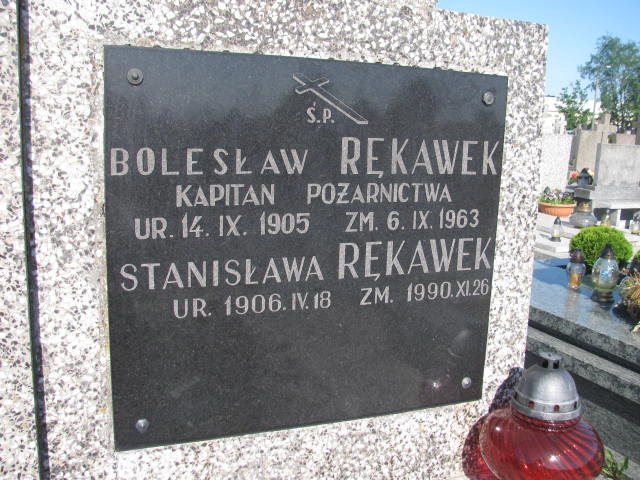 Ś.P.
BOLESŁAW RĘKAWEK
KAPITAN POŻARNICTWA
UR. 14. IX. 1905 ZM. 6. IX. 1963
STANISŁAWA RĘKAWEK
UR. 1906.IV.18 ZM. 1990.XI.26